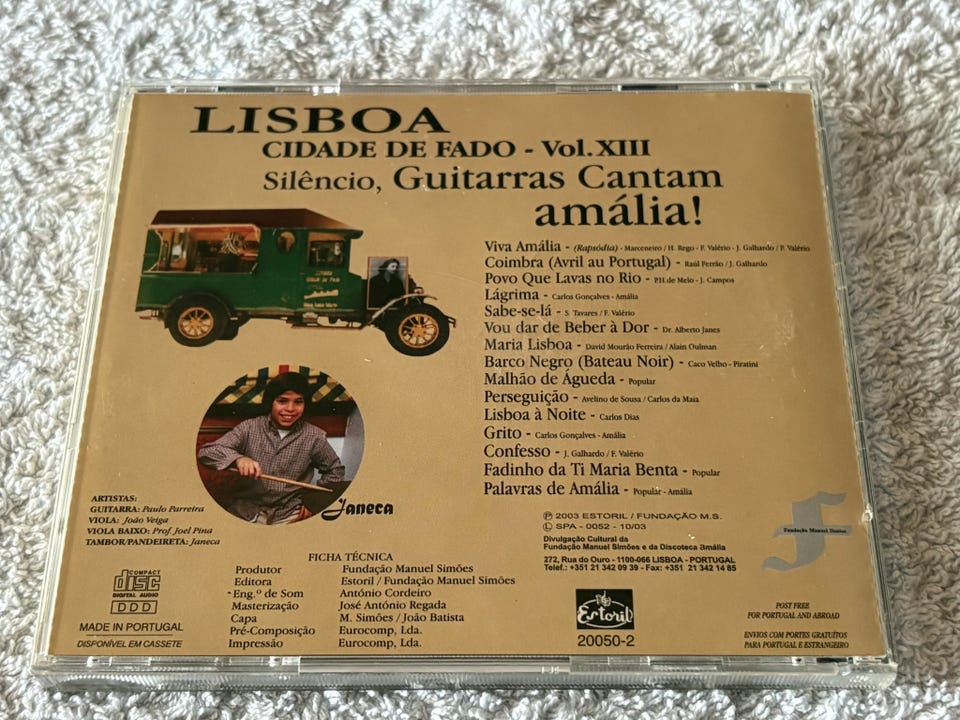 LISBOA
CIDADE DE FADO - Vol. XIII
Silêncio, Guitarras Cantam
amália!
Viva Amália - (Rapsódia) - Marceneiro / H. Rego - F. Valério - J. Galhardo / F. Valério
Coimbra (Avril au Portugal) - Raúl Ferrão / J. Galhardo
Povo Que Lavas no Rio - P.H. de Melo - J. Campos
Lágrima - Carlos Gonçalves - Amália
Sabe-se-lá - S Tavares / F. Valério
Vou dar de Beber à Dor - Dr. Alberto Janes
Maria Lisboa - David Mourão Ferreira / Alain Oulman
Barco Negro (Bateau Noir) - Caco Velho - Piratini
Malhão de Águeda - Popular
Perseguição - Avelino de Sousa / Carlos da Maia
Lisboa à Noite - Carlos Dias
Grito - Carlos Gonçalves - Amália
Confesso - J. Galhardo / F. Valério
Fadinho da Ti Maria Benta - Popular
Palavras de Amália - Popular - Amália
Janeca
ARTISTAS:
GUITARRA: Paulo Parreira
VIOLA: João Veiga
VIOLA BAIXO: Prof. Joel Pina
TAMBOR/PANDEIRETA: Janeca
COMPACT
disc
DIGITAL AUDIO
DDD
MADE IN PORTUGAL
DISPONÍVEL EM CASSETE
FICHA TÉCNICA
Produtor Fundação Manuel Simões
Editora Estoril / Fundação Manuel Simões
Eng.º de Som António Cordeiro
Masterização José António Regada
Capa M. Simões / João Batista
Pré-Composição Eurocomp, Lda.
Impressão Eurocomp, Lda.
Ⓟ 2003 ESTORIL / FUNDAÇÃO M.S.
Ⓛ SPA - 0052 - 10/03
Divulgação Cultural da
Fundação Manuel Simões e da Discoteca Amália
272, Rua do Ouro - 1100-066 LISBOA - PORTUGAL
Telef.: +351 21 342 09 39 - Fax: +351 21 342 14 85
Estoril
20050-2
Fundação Manuel Simões
POST FREE
FOR PORTUGAL AND ABROAD
ENVIOS COM PORTES GRATUÍTOS
PARA PORTUGAL E ESTRANGEIRO